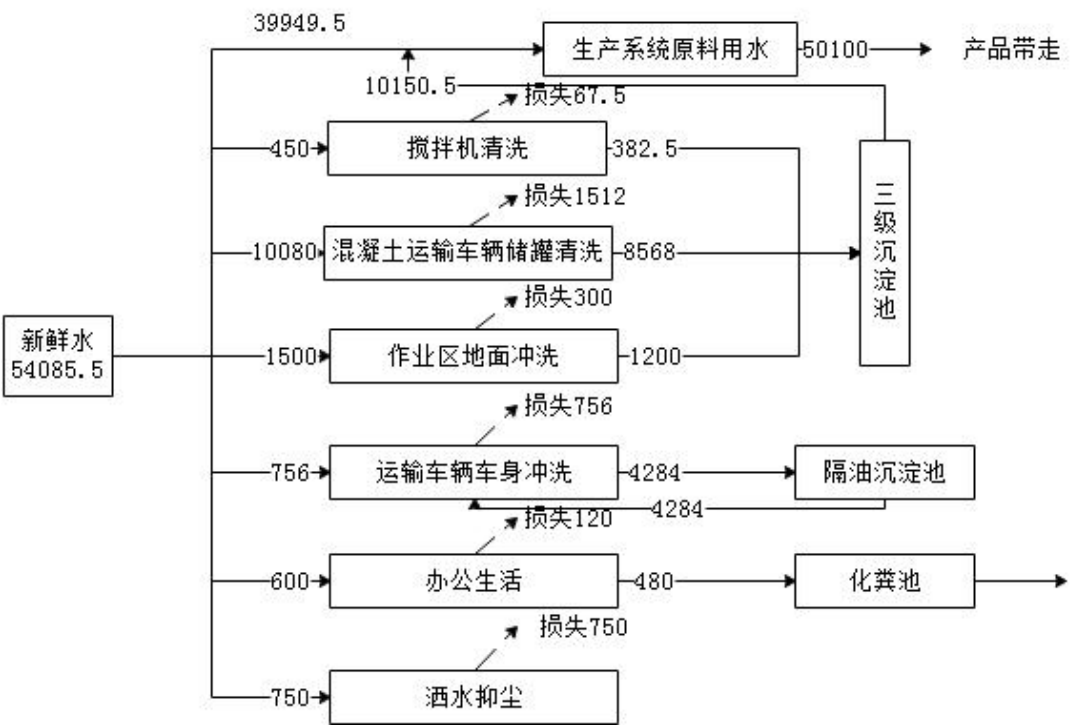 39949.5
生产系统原料用水
50100
产品带走
10150.5
损失67.5
450
搅拌机清洗
382.5
三级沉淀池
损失1512
10080
混凝土运输车辆储罐清洗
8568
损失300
新鲜水
54085.5
1500
作业区地面冲洗
1200
损失756
756
运输车辆车身冲洗
4284
隔油沉淀池
4284
损失120
600
办公生活
480
化粪池
损失750
750
洒水抑尘